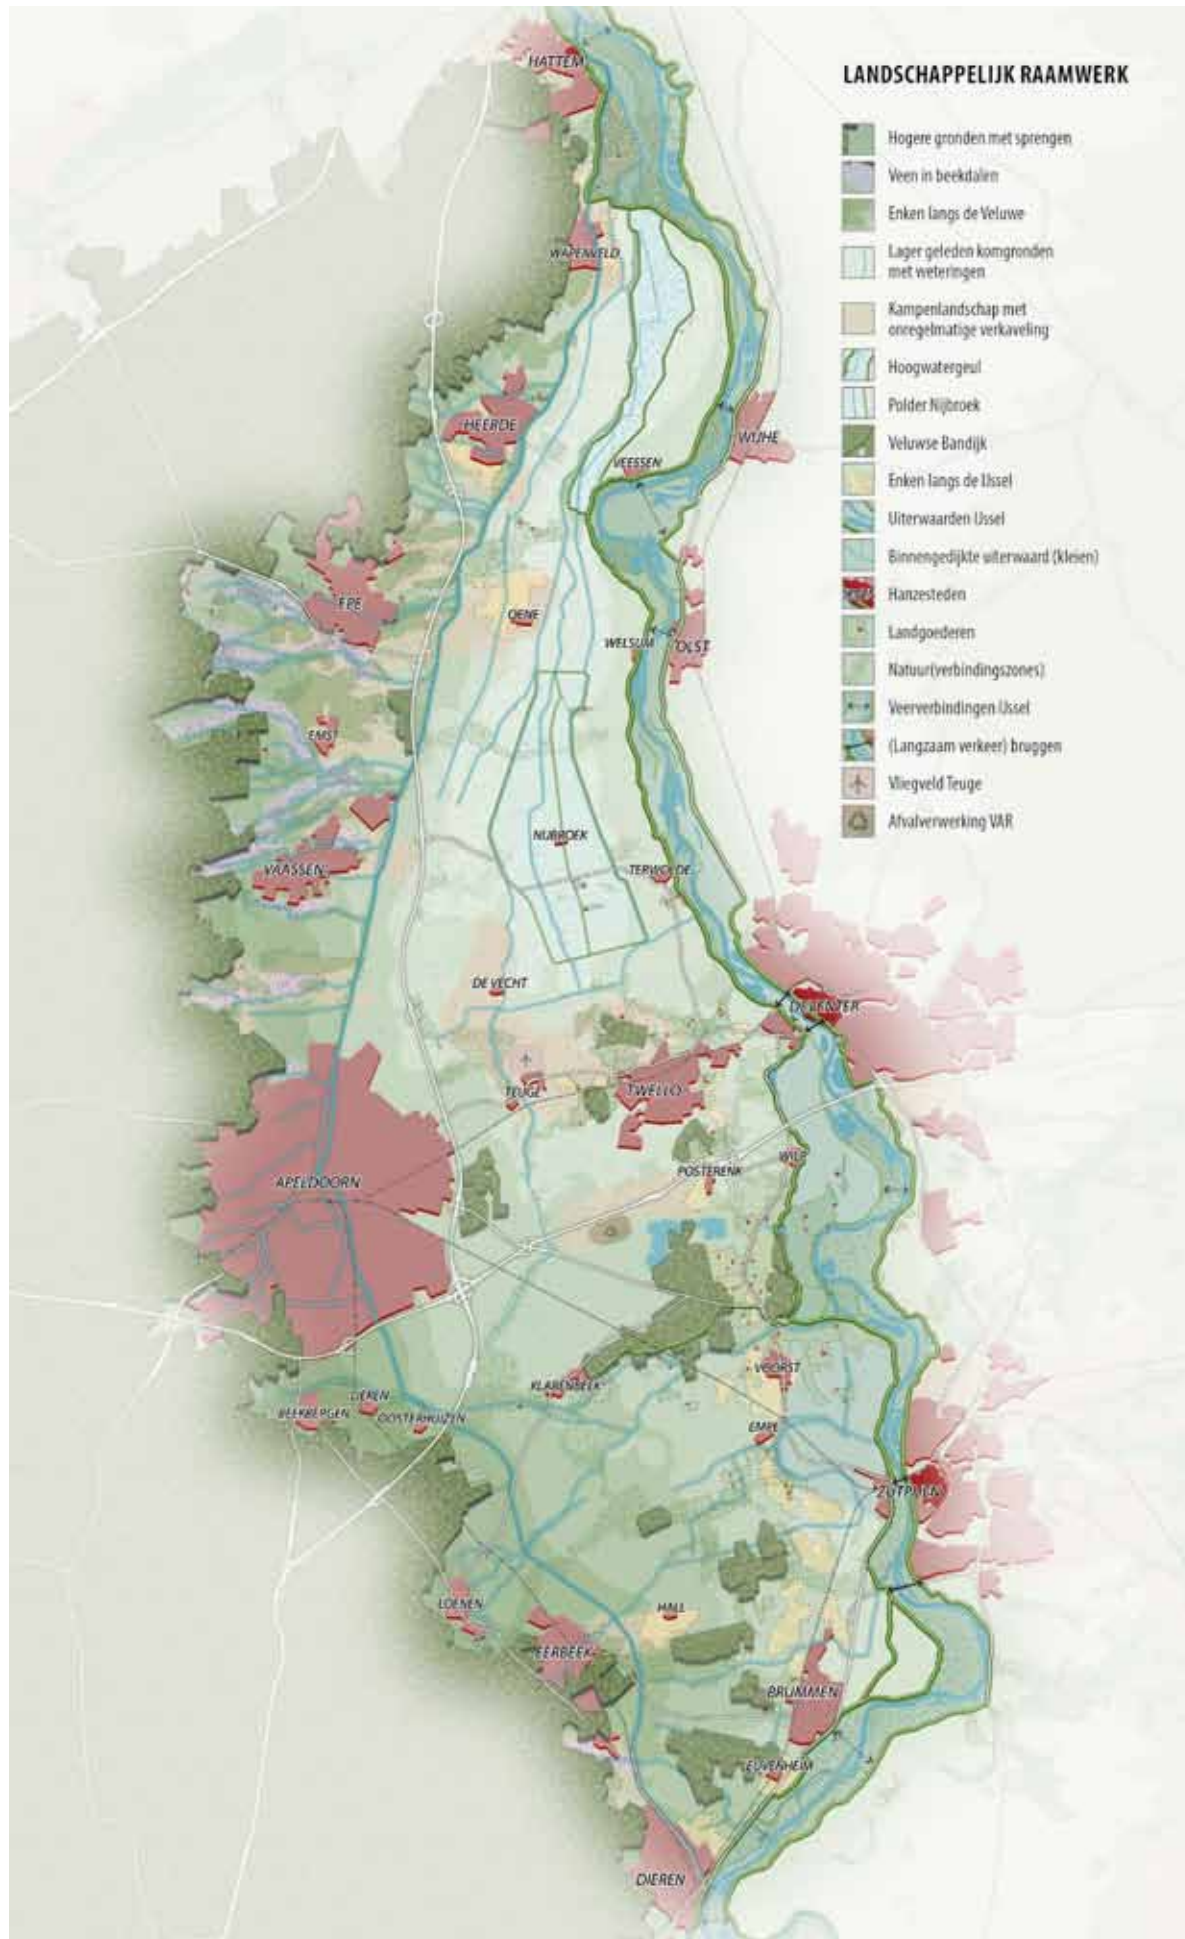 LANDSCHAPPELIJK RAAMWERK
Hogere gronden met sprengen
Veen in beekdalen
Enken langs de Veluwe
Lager geleden komgronden
met weteringen
Kampenlandschap met
onregelmatige verkaveling
Hoogwatergeul
Polder Nijbroek
Veluwse Bandijk
Enken langs de IJssel
Uiterwaarden IJssel
Binnengedijkte uiterwaard (kleien)
Hanzesteden
Landgoederen
Natuur(verbindingszones)
Veerverbindingen IJssel
(Langzaam verkeer) bruggen
Vliegveld Teuge
Afvalverwerking VAR
HATTEM
WAPENVELD
HEERDE
WIJHE
VEESSEN
EPE
OENE
WELSUM
OLST
EMST
NIJBROEK
VAASSEN
TERWOLDE
DE VECHT
DEVENTER
TEUGE
TWELLO
WILP
POSTERENK
APELDOORN
VOORST
KLARENBEEK
LIEREN
BEEKBERGEN
OOSTERHUIZEN
EMPE
ZUTPHEN
LOENEN
HALL
EERBEEK
BRUMMEN
DIEREN